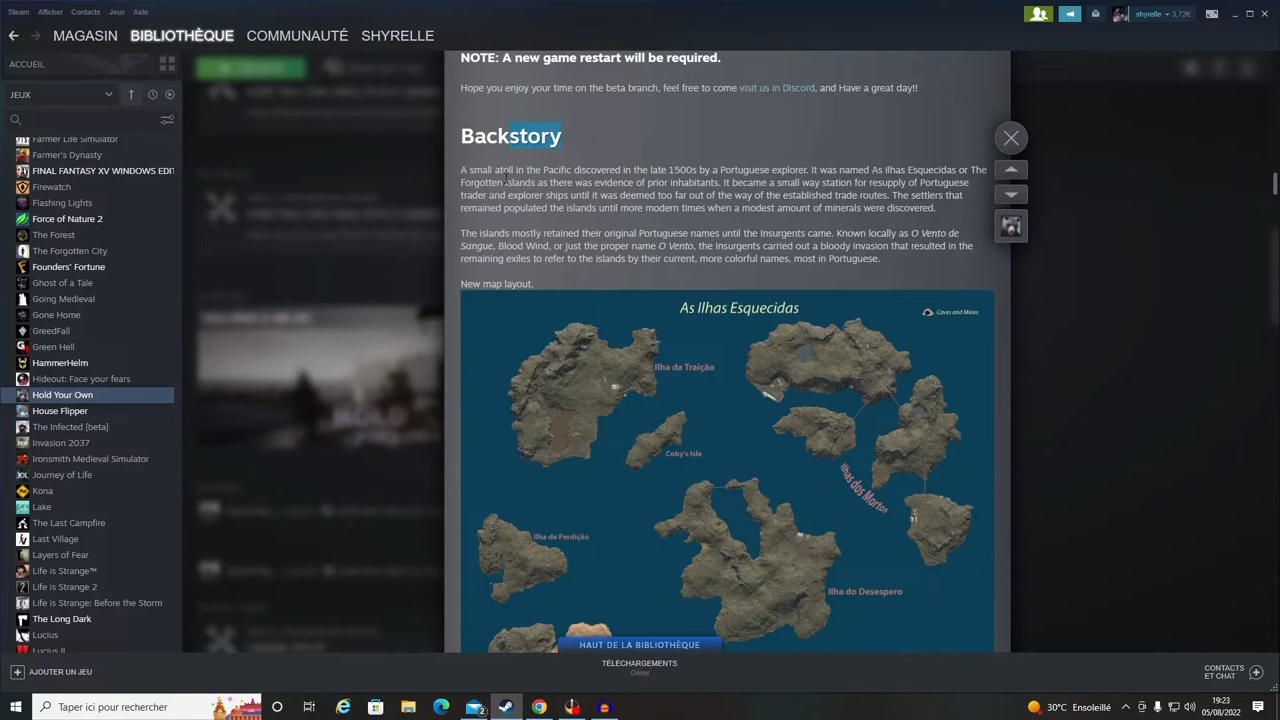 Steam Afficher Contacts Jeux Aide
shyrelle 3,72€
MAGASIN BIBLIOTHÈQUE COMMUNAUTÉ SHYRELLE
ACCUEIL
JEUX
Farmer Life Simulator
Farmer's Dynasty
FINAL FANTASY XV WINDOWS EDIT
Firewatch
Flashing Lights
Force of Nature 2
The Forest
The Forgotten City
Founders' Fortune
Ghost of a Tale
Going Medieval
Gone Home
GreedFall
Green Hell
HammerHelm
Hideout: Face your fears
Hold Your Own
House Flipper
The Infected [beta]
Invasion 2037
Ironsmith Medieval Simulator
Journey of Life
Kona
Lake
The Last Campfire
Last Village
Layers of Fear
Life is Strange™
Life is Strange 2
Life is Strange: Before the Storm
The Long Dark
Lucius
Lucius II
AJOUTER UN JEU
NOTE: A new game restart will be required.
Hope you enjoy your time on the beta branch, feel free to come visit us in Discord, and Have a great day!!
Backstory
A small atoll in the Pacific discovered in the late 1500s by a Portuguese explorer. It was named As Ilhas Esquecidas or The
Forgotten Islands as there was evidence of prior inhabitants. It became a small way station for resupply of Portuguese
trader and explorer ships until it was deemed too far out of the way of the established trade routes. The settlers that
remained populated the islands until more modern times when a modest amount of minerals were discovered.
The islands mostly retained their original Portuguese names until the Insurgents came. Known locally as O Vento de
Sangue, Blood Wind, or just the proper name O Vento, the Insurgents carried out a bloody invasion that resulted in the
remaining exiles to refer to the islands by their current, more colorful names, most in Portuguese.
New map layout.
As Ilhas Esquecidas
Caves and Mines
Ilha da Traição
Coby's Isle
Ilhas dos Mortos
Ilha de Perdição
Ilha do Desespero
HAUT DE LA BIBLIOTHÈQUE
TÉLÉCHARGEMENTS
Gérer
CONTACTS
ET CHAT
Taper ici pour rechercher
2
30°C Ensoleillé
19:23
05/08/2022